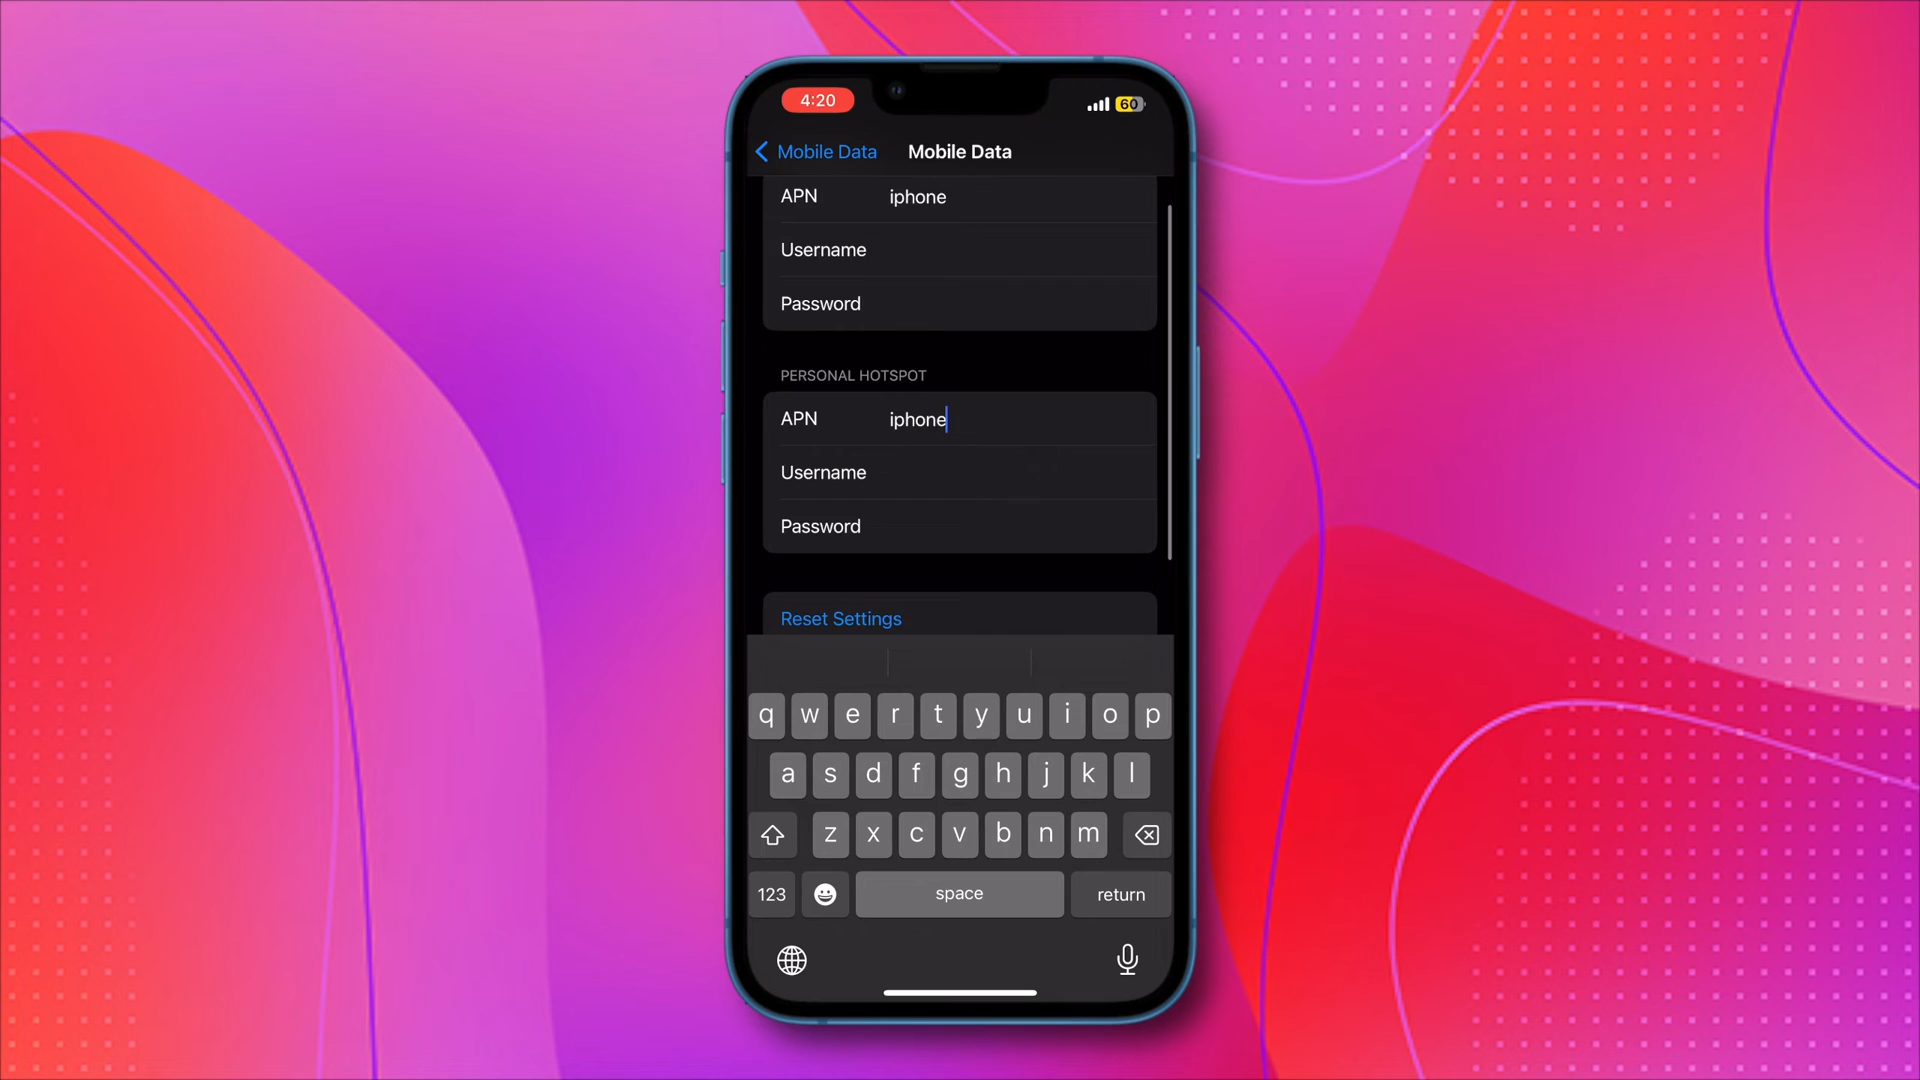 4:20
60
Mobile Data
Mobile Data
APN iphone
Username
Password
PERSONAL HOTSPOT
APN iphone
Username
Password
Reset Settings
q w e r t y u i o p
a s d f g h j k l
z x c v b n m
123 space return